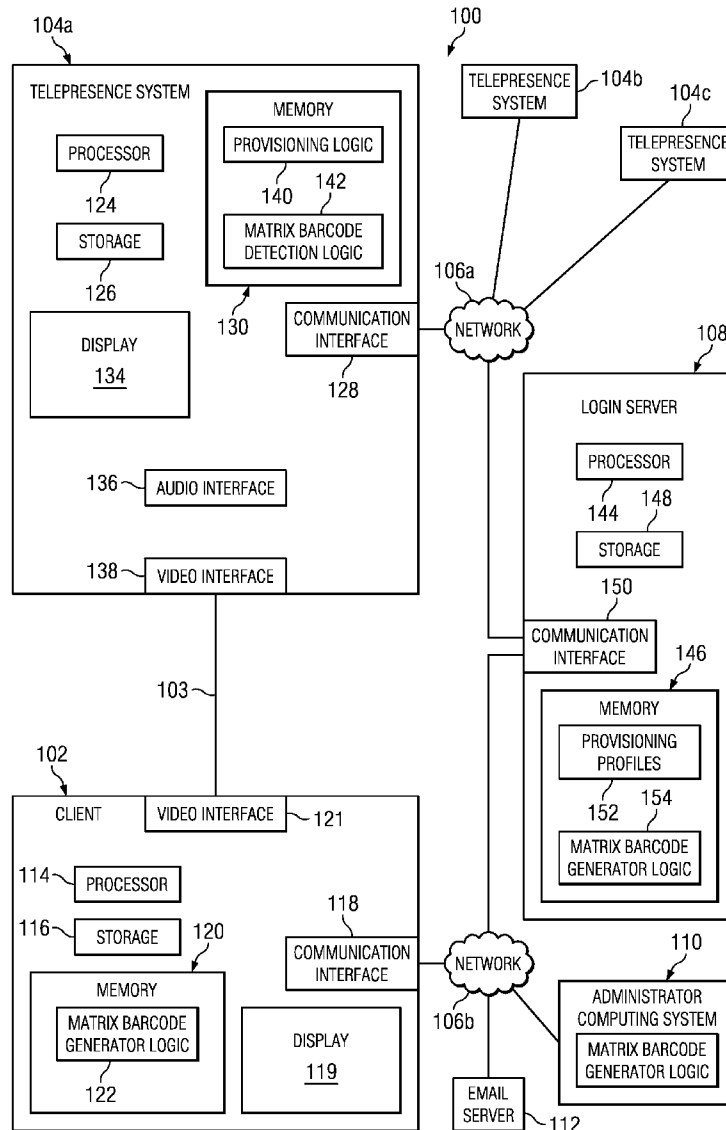 100
104a
TELEPRESENCE SYSTEM
MEMORY
PROVISIONING LOGIC
140
142
MATRIX BARCODE
DETECTION LOGIC
130
PROCESSOR
124
STORAGE
126
DISPLAY
134
COMMUNICATION
INTERFACE
128
136
AUDIO INTERFACE
138
VIDEO INTERFACE
TELEPRESENCE
SYSTEM
104b
104c
TELEPRESENCE
SYSTEM
106a
NETWORK
108
LOGIN SERVER
PROCESSOR
144
148
STORAGE
150
COMMUNICATION
INTERFACE
146
MEMORY
PROVISIONING
PROFILES
152
154
MATRIX BARCODE
GENERATOR LOGIC
103
102
CLIENT
VIDEO INTERFACE
121
114
PROCESSOR
116
STORAGE
118
COMMUNICATION
INTERFACE
120
MEMORY
MATRIX BARCODE
GENERATOR LOGIC
122
DISPLAY
119
NETWORK
106b
110
ADMINISTRATOR
COMPUTING SYSTEM
MATRIX BARCODE
GENERATOR LOGIC
EMAIL
SERVER
112